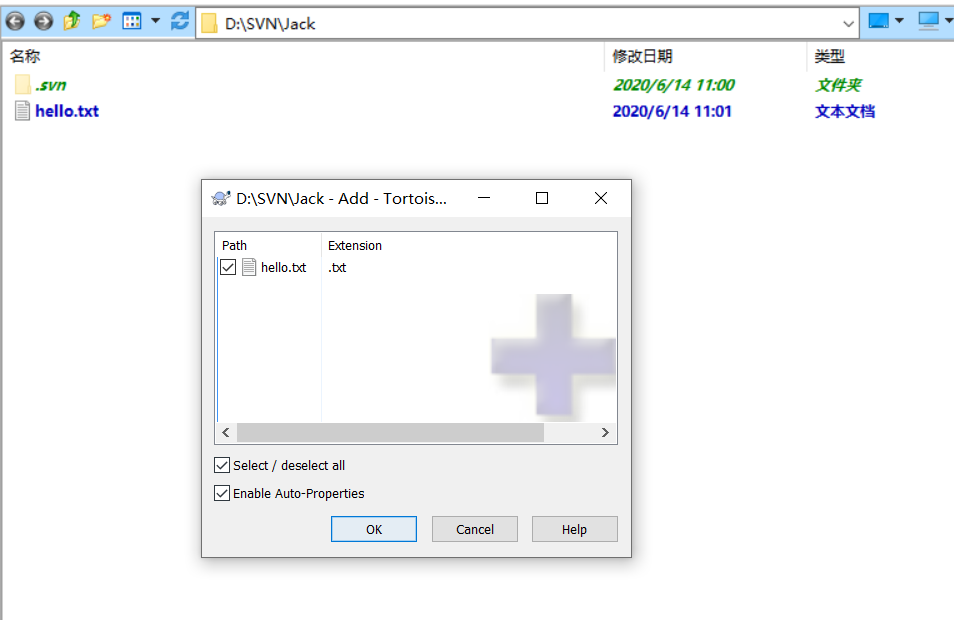 D:\SVN\Jack
名称 修改日期 类型
.svn 2020/6/14 11:00 文件夹
hello.txt 2020/6/14 11:01 文本文档
D:\SVN\Jack - Add - Tortois...
Path Extension
hello.txt .txt
Select / deselect all
Enable Auto-Properties
OK Cancel Help